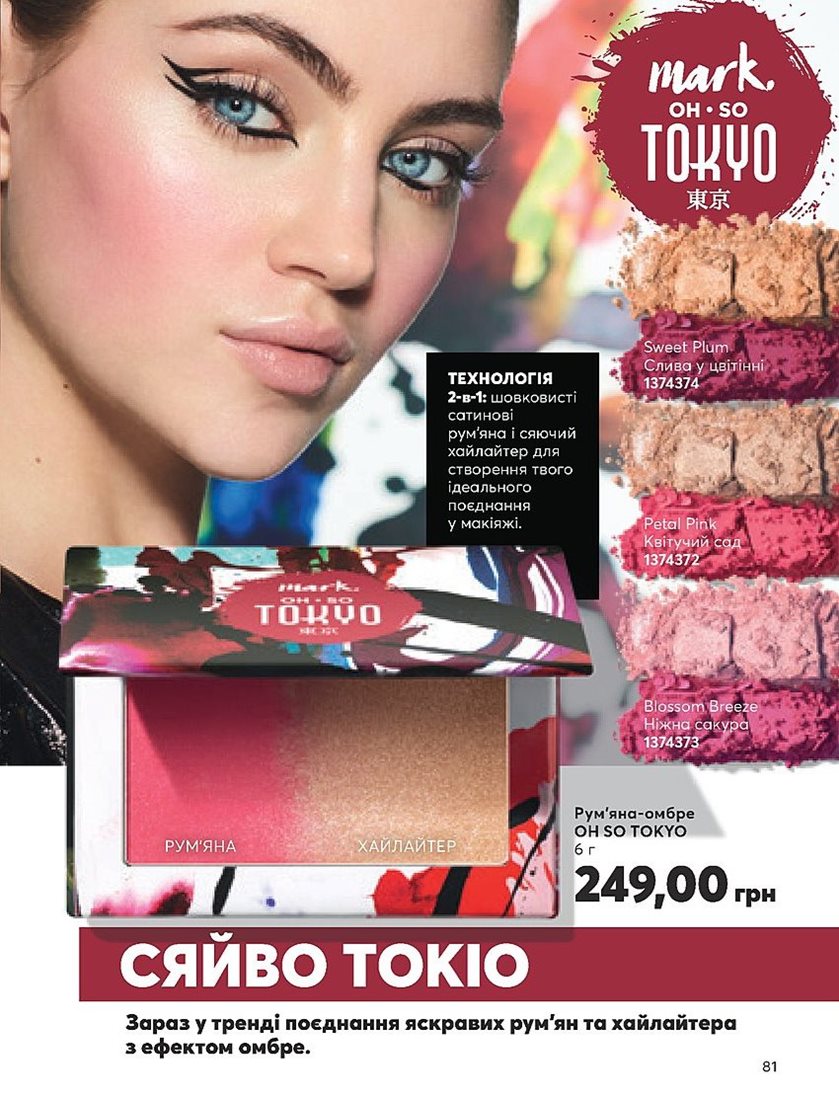 mark.
OH • SO
TOKYO
東京
Sweet Plum
Слива у цвітінні
1374374
ТЕХНОЛОГІЯ
2-в-1: шовковисті
сатинові
рум'яна і сяючий
хайлайтер для
створення твого
ідеального
поєднання
у макіяжі.
Petal Pink
Квітучий сад
1374372
mark.
OH • SO
TOKYO
東京
Blossom Breeze
Ніжна сакура
1374373
РУМ'ЯНА
ХАЙЛАЙТЕР
Рум'яна-омбре
OH SO TOKYO
6 г
249,00 грн
СЯЙВО ТОКІО
Зараз у тренді поєднання яскравих рум'ян та хайлайтера
з ефектом омбре.
81